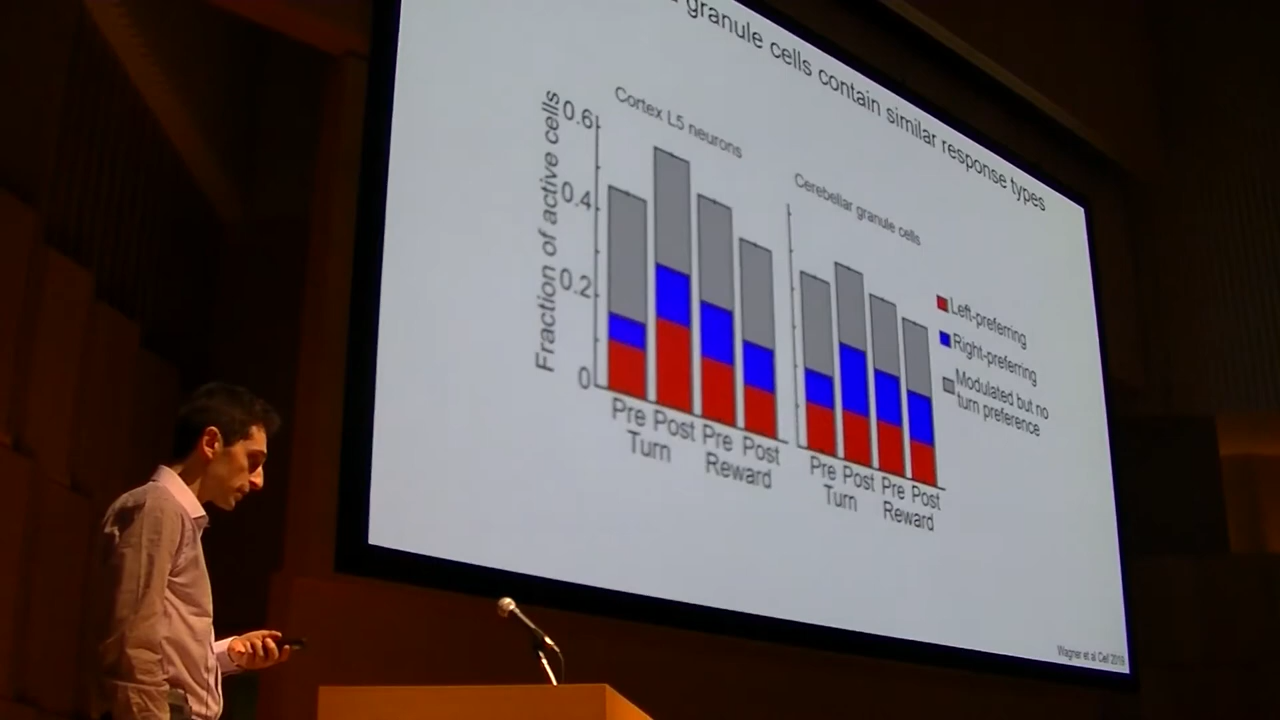 granule cells contain similar response types
Cortex L5 neurons
Cerebellar granule cells
Fraction of active cells
0.6
0.4
0.2
0
Pre Post Pre Post
Turn Reward
Pre Post Pre Post
Turn Reward
Left-preferring
Right-preferring
Modulated but no
turn preference
Wagner et al Cell 2019